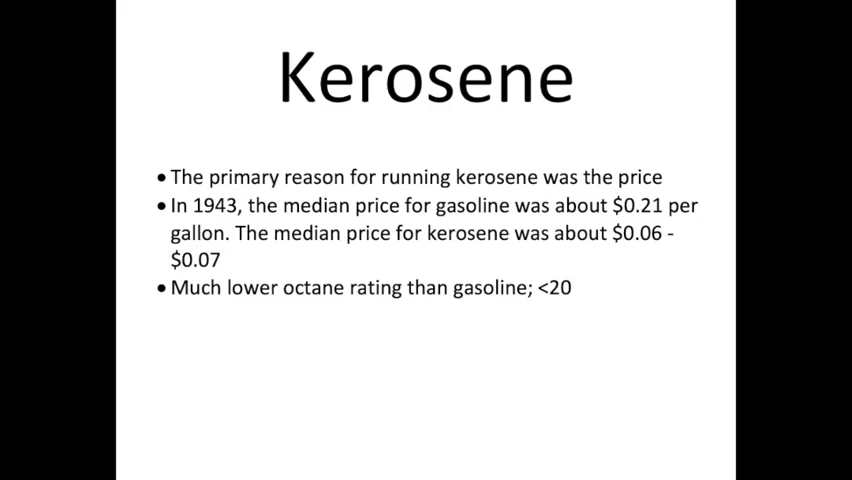 Kerosene
• The primary reason for running kerosene was the price
• In 1943, the median price for gasoline was about $0.21 per
gallon. The median price for kerosene was about $0.06 -
$0.07
• Much lower octane rating than gasoline; <20